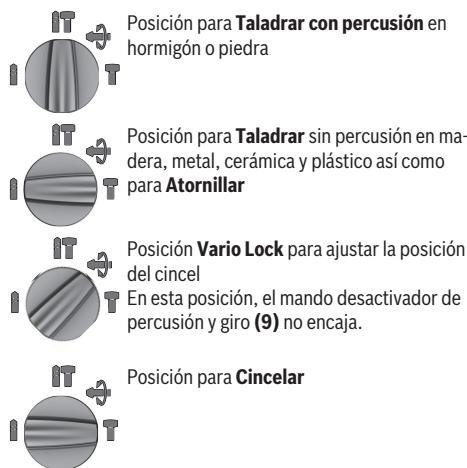 Posición para Taladrar con percusión en
hormigón o piedra
Posición para Taladrar sin percusión en ma-
dera, metal, cerámica y plástico así como
para Atornillar
Posición Vario Lock para ajustar la posición
del cincel
En esta posición, el mando desactivador de
percusión y giro (9) no encaja.
Posición para Cincelar